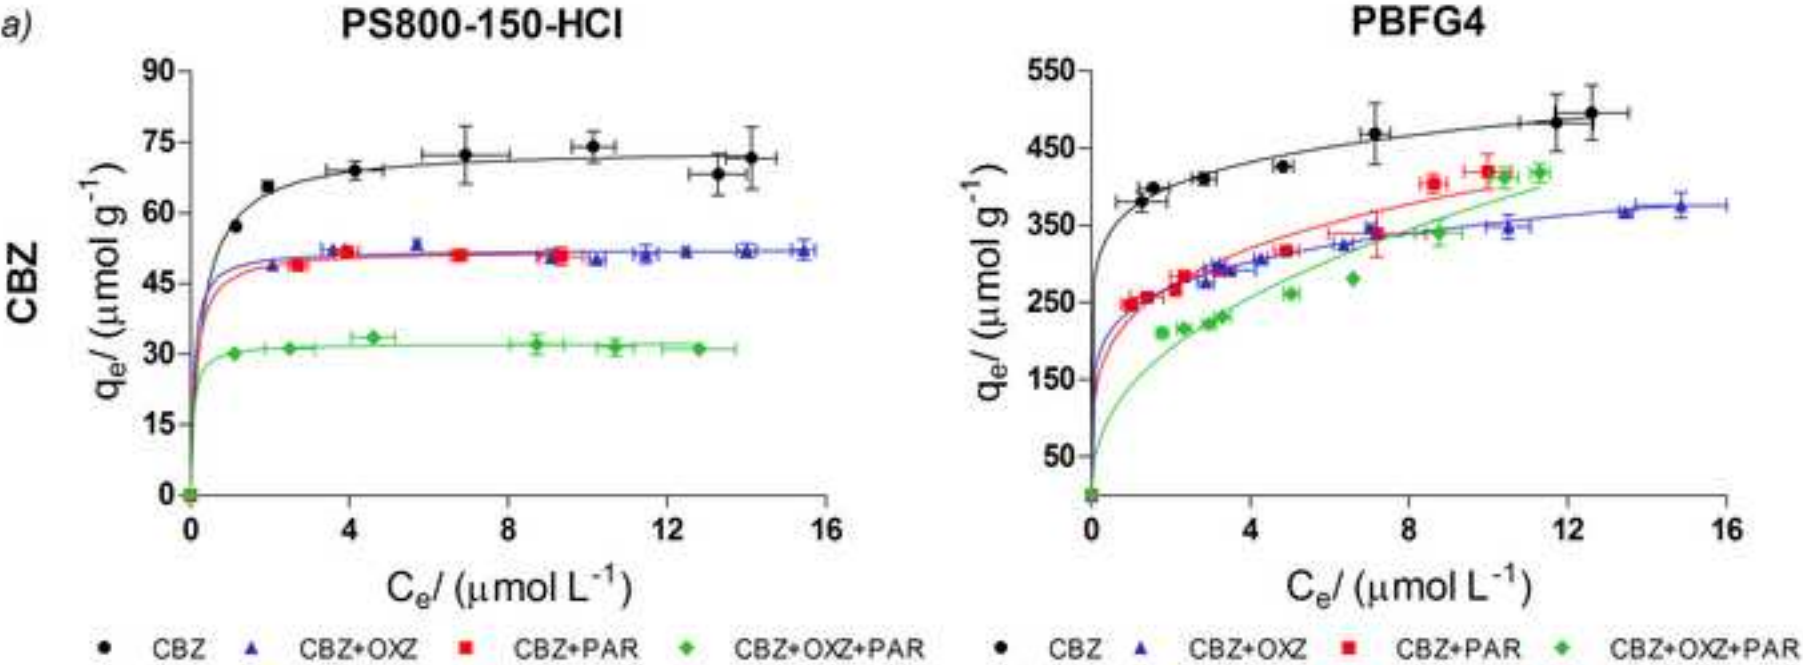 a)
PS800-150-HCl
PBFG4
CBZ
qe/ (μmol g-1)
90
75
60
45
30
15
0
0 4 8 12 16
Ce/ (μmol L-1)
CBZ CBZ+OXZ CBZ+PAR CBZ+OXZ+PAR
qe/ (μmol g-1)
550
450
350
250
150
50
0 4 8 12 16
Ce/ (μmol L-1)
CBZ CBZ+OXZ CBZ+PAR CBZ+OXZ+PAR